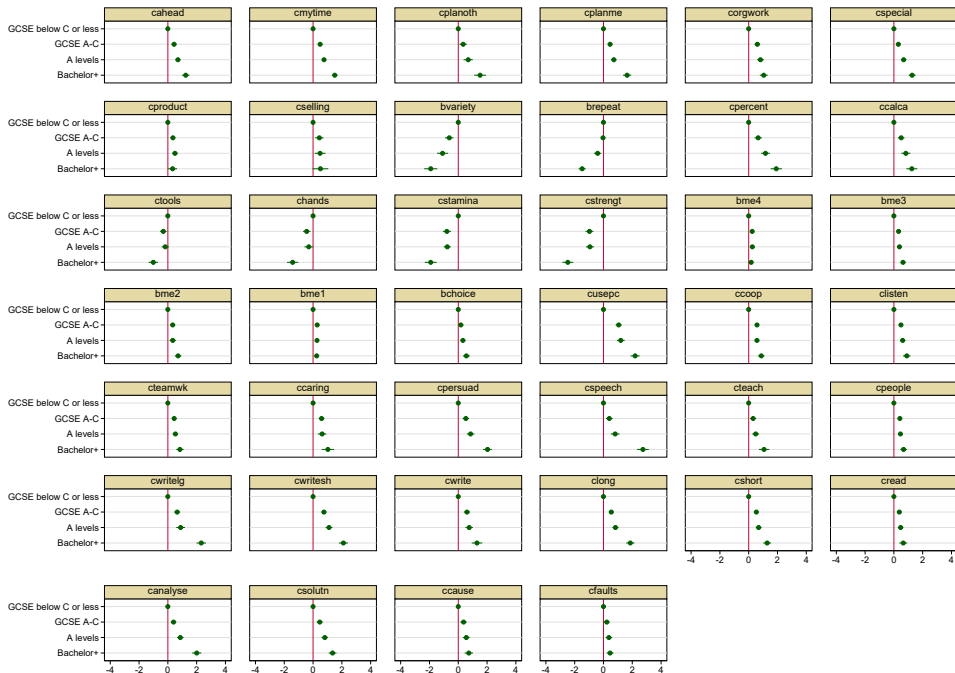 cahead cmytime cplanoth cplanme corgwork cspecial
GCSE below C or less
GCSE A-C
A levels
Bachelor+
cproduct cselling bvariety brepeat cpercent ccalca
GCSE below C or less
GCSE A-C
A levels
Bachelor+
ctools chands cstamina cstrengt bme4 bme3
GCSE below C or less
GCSE A-C
A levels
Bachelor+
bme2 bme1 bchoice cusepc ccoop clisten
GCSE below C or less
GCSE A-C
A levels
Bachelor+
cteamwk ccaring cpersuad cspeech cteach cpeople
GCSE below C or less
GCSE A-C
A levels
Bachelor+
cwritelg cwritesh cwrite clong cshort cread
GCSE below C or less
GCSE A-C
A levels
Bachelor+
-4 -2 0 2 4 -4 -2 0 2 4
canalyse csolutn ccause cfaults
GCSE below C or less
GCSE A-C
A levels
Bachelor+
-4 -2 0 2 4 -4 -2 0 2 4 -4 -2 0 2 4 -4 -2 0 2 4